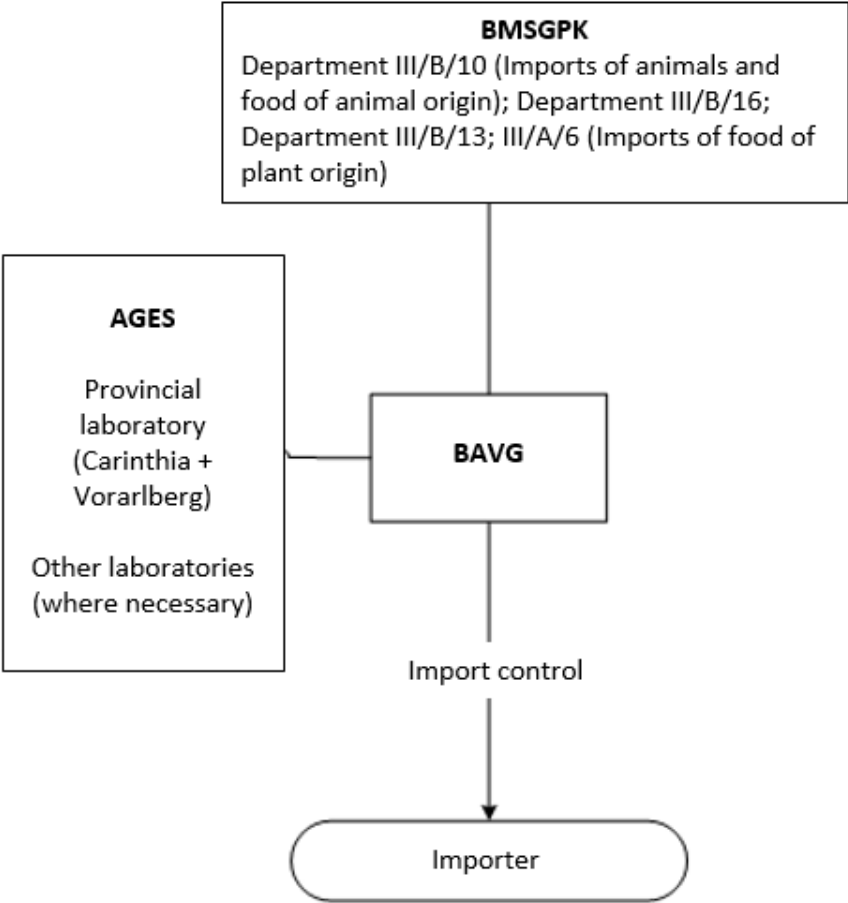 BMSGPK
Department III/B/10 (Imports of animals and
food of animal origin); Department III/B/16;
Department III/B/13; III/A/6 (Imports of food of
plant origin)
AGES
Provincial
laboratory
(Carinthia +
Vorarlberg)
Other laboratories
(where necessary)
BAVG
Import control
Importer